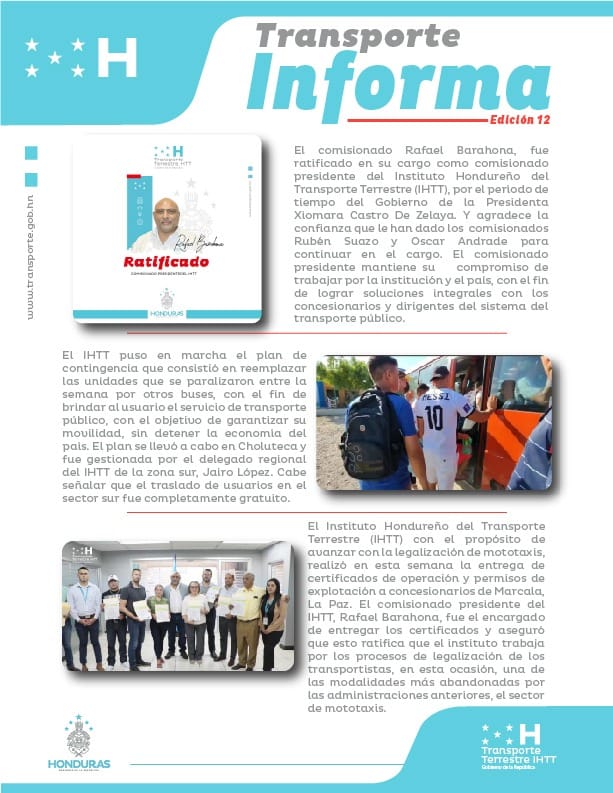 H
Transporte
Informa
Edición 12
www.transporte.gob.hn
H
Transporte
Terrestre IHTT
Rafael Barahona
Ratificado
COMISIONADO PRESIDENTE DEL IHTT
HONDURAS
El comisionado Rafael Barahona, fue
ratificado en su cargo como comisionado
presidente del Instituto Hondureño del
Transporte Terrestre (IHTT), por el periodo de
tiempo del Gobierno de la Presidenta
Xiomara Castro De Zelaya. Y agradece la
confianza que le han dado los comisionados
Rubén Suazo y Oscar Andrade para
continuar en el cargo. El comisionado
presidente mantiene su compromiso de
trabajar por la institución y el país, con el fin
de lograr soluciones integrales con los
concesionarios y dirigentes del sistema del
transporte público.
El IHTT puso en marcha el plan de
contingencia que consistió en reemplazar
las unidades que se paralizaron entre la
semana por otros buses, con el fin de
brindar al usuario el servicio de transporte
público, con el objetivo de garantizar su
movilidad, sin detener la economía del
país. El plan se llevó a cabo en Choluteca y
fue gestionada por el delegado regional
del IHTT de la zona sur, Jairo López. Cabe
señalar que el traslado de usuarios en el
sector sur fue completamente gratuito.
MESSI
10
El Instituto Hondureño del Transporte
Terrestre (IHTT) con el propósito de
avanzar con la legalización de mototaxis,
realizó en esta semana la entrega de
certificados de operación y permisos de
explotación a concesionarios de Marcala,
La Paz. El comisionado presidente del
IHTT, Rafael Barahona, fue el encargado
de entregar los certificados y aseguró
que esto ratifica que el instituto trabaja
por los procesos de legalización de los
transportistas, en esta ocasión, una de
las modalidades más abandonadas por
las administraciones anteriores, el sector
de mototaxis.
H
Transporte
Terrestre IHTT
HONDURAS
H
Transporte
Terrestre IHTT
Gobierno de la República